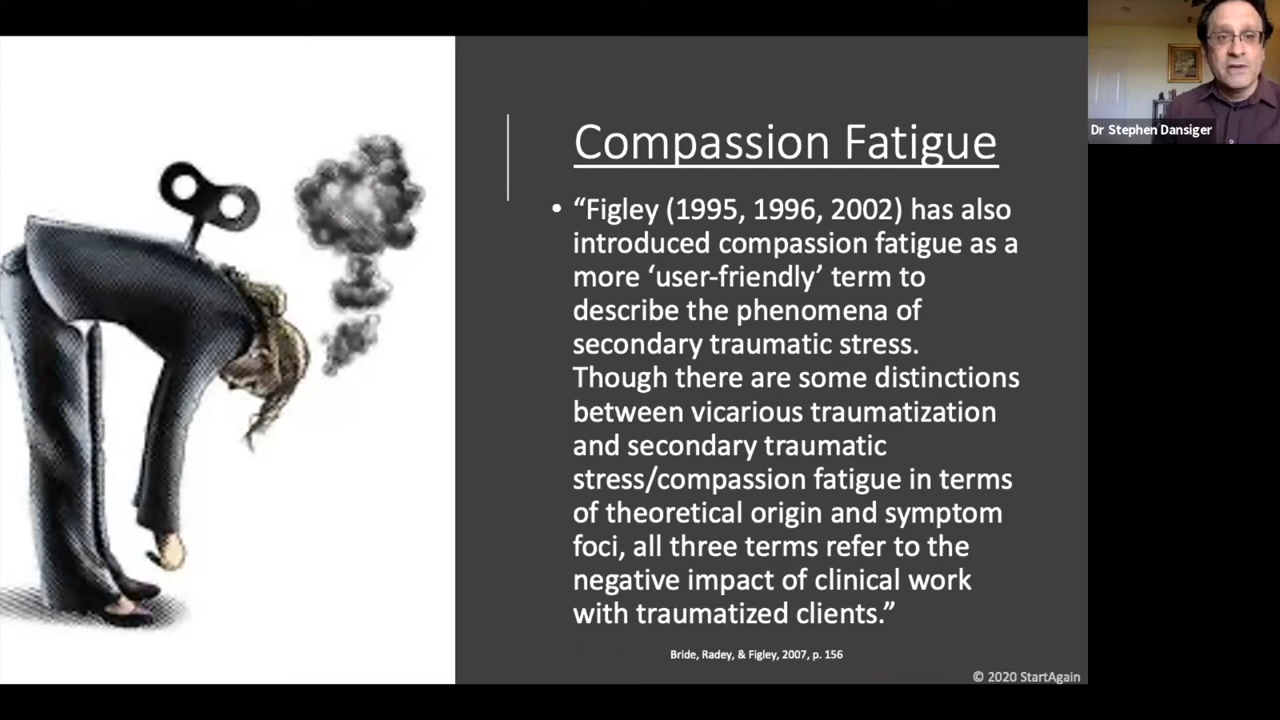 Compassion Fatigue
• “Figley (1995, 1996, 2002) has also
introduced compassion fatigue as a
more ‘user-friendly’ term to
describe the phenomena of
secondary traumatic stress.
Though there are some distinctions
between vicarious traumatization
and secondary traumatic
stress/compassion fatigue in terms
of theoretical origin and symptom
foci, all three terms refer to the
negative impact of clinical work
with traumatized clients.”
Bride, Radey, & Figley, 2007, p. 156
© 2020 StartAgain
Dr Stephen Dansiger